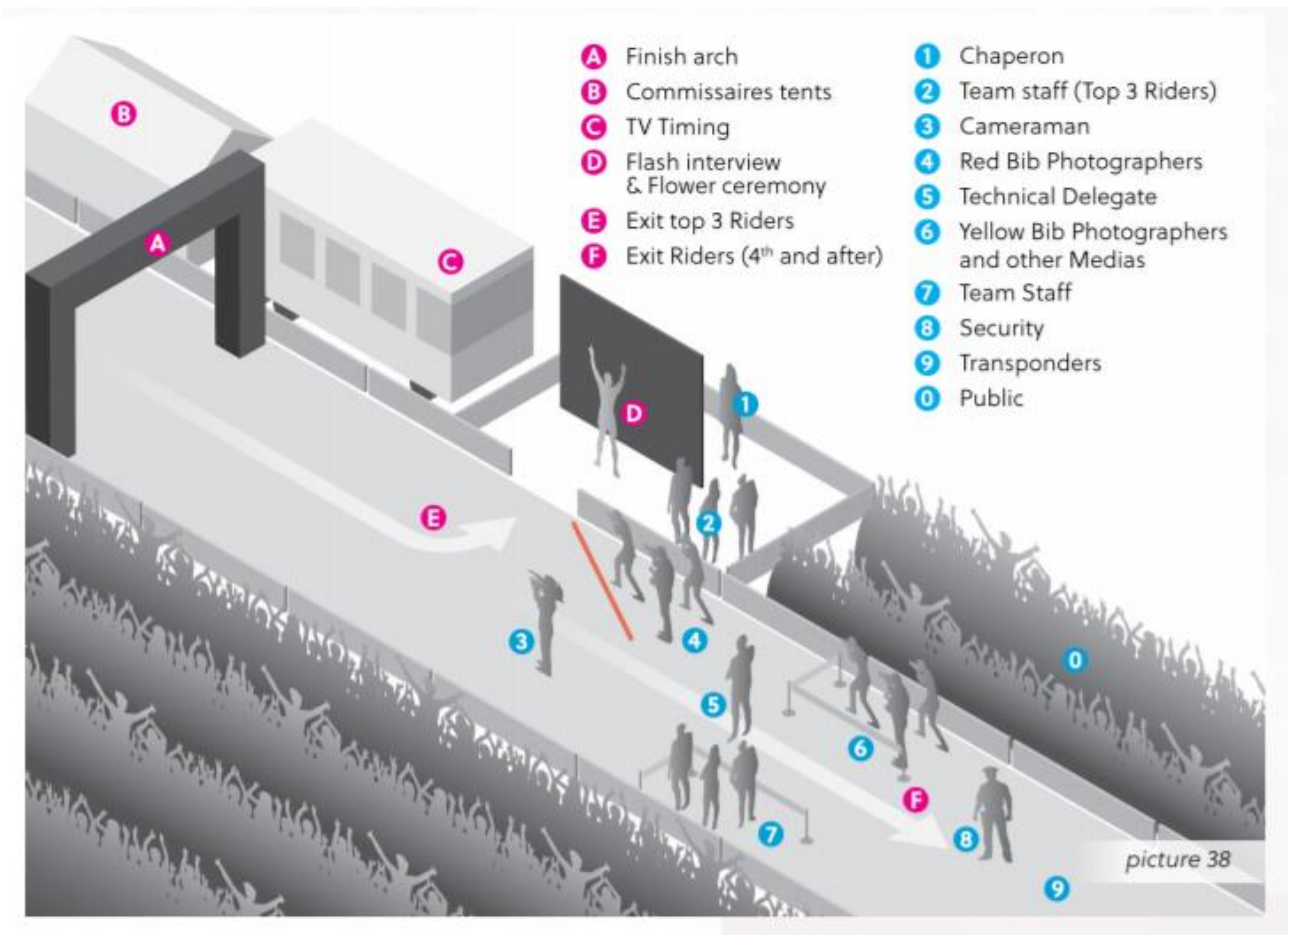 A Finish arch
B Commissaires tents
C TV Timing
D Flash interview
& Flower ceremony
E Exit top 3 Riders
F Exit Riders (4th and after)
1 Chaperon
2 Team staff (Top 3 Riders)
3 Cameraman
4 Red Bib Photographers
5 Technical Delegate
6 Yellow Bib Photographers
and other Medias
7 Team Staff
8 Security
9 Transponders
0 Public
B
A
C
D
1
E
2
3
4
0
5
6
F
7
8
picture 38
9